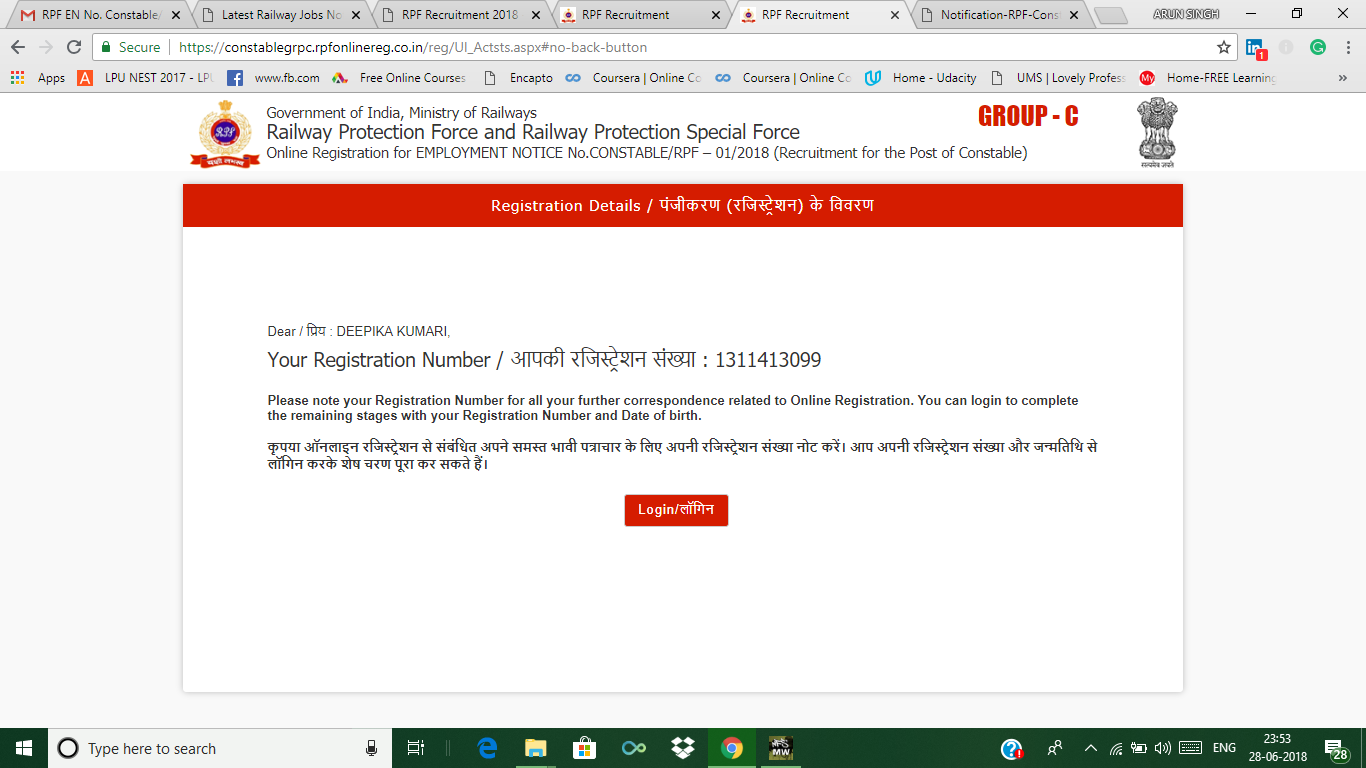 RPF EN No. Constable/
Latest Railway Jobs No
RPF Recruitment 2018
RPF Recruitment
RPF Recruitment
Notification-RPF-Cons
ARUN SINGH
Secure
https://constablegrpc.rpfonlinereg.co.in/reg/UI_Actsts.aspx#no-back-button
in 1
Apps
LPU NEST 2017 - LPU
www.fb.com
Free Online Courses
Encapto
Coursera | Online Co
Coursera | Online Co
Home - Udacity
UMS | Lovely Profess
My
Home-FREE Learning
»
Government of India, Ministry of Railways
Railway Protection Force and Railway Protection Special Force
Online Registration for EMPLOYMENT NOTICE No.CONSTABLE/RPF – 01/2018 (Recruitment for the Post of Constable)
GROUP - C
सत्यमेव जयते
Registration Details / पंजीकरण (रजिस्ट्रेशन) के विवरण
Dear / प्रिय : DEEPIKA KUMARI,
Your Registration Number / आपकी रजिस्ट्रेशन संख्या : 1311413099
Please note your Registration Number for all your further correspondence related to Online Registration. You can login to complete
the remaining stages with your Registration Number and Date of birth.
कृपया ऑनलाइन रजिस्ट्रेशन से संबंधित अपने समस्त भावी पत्राचार के लिए अपनी रजिस्ट्रेशन संख्या नोट करें। आप अपनी रजिस्ट्रेशन संख्या और जन्मतिथि से
लॉगिन करके शेष चरण पूरा कर सकते हैं।
Login/लॉगिन
Type here to search
MW
ENG
23:53
28-06-2018
28